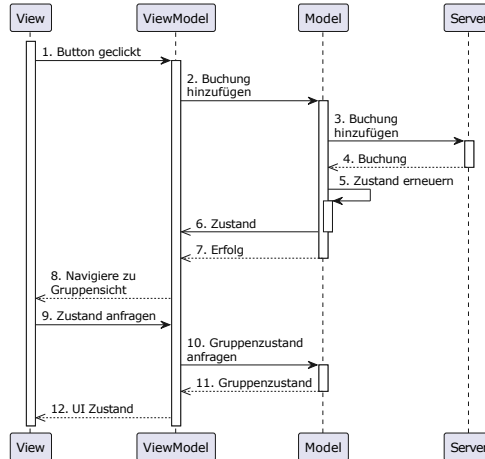 View
ViewModel
Model
Server
1. Button geclickt
2. Buchung
hinzufügen
3. Buchung
hinzufügen
4. Buchung
5. Zustand erneuern
6. Zustand
7. Erfolg
8. Navigiere zu
Gruppensicht
9. Zustand anfragen
10. Gruppenzustand
anfragen
11. Gruppenzustand
12. UI Zustand
View
ViewModel
Model
Server